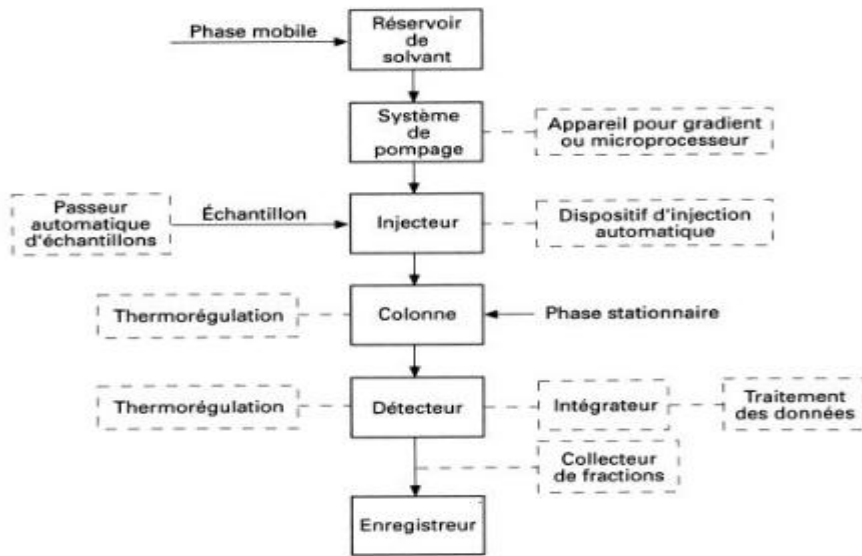 Phase mobile
Réservoir
de
solvant
Système
de
pompage
Appareil pour gradient
ou microprocesseur
Passeur
automatique
d'échantillons
Échantillon
Injecteur
Dispositif d'injection
automatique
Thermorégulation
Colonne
Phase stationnaire
Thermorégulation
Détecteur
Intégrateur
Traitement
des données
Collecteur
de fractions
Enregistreur